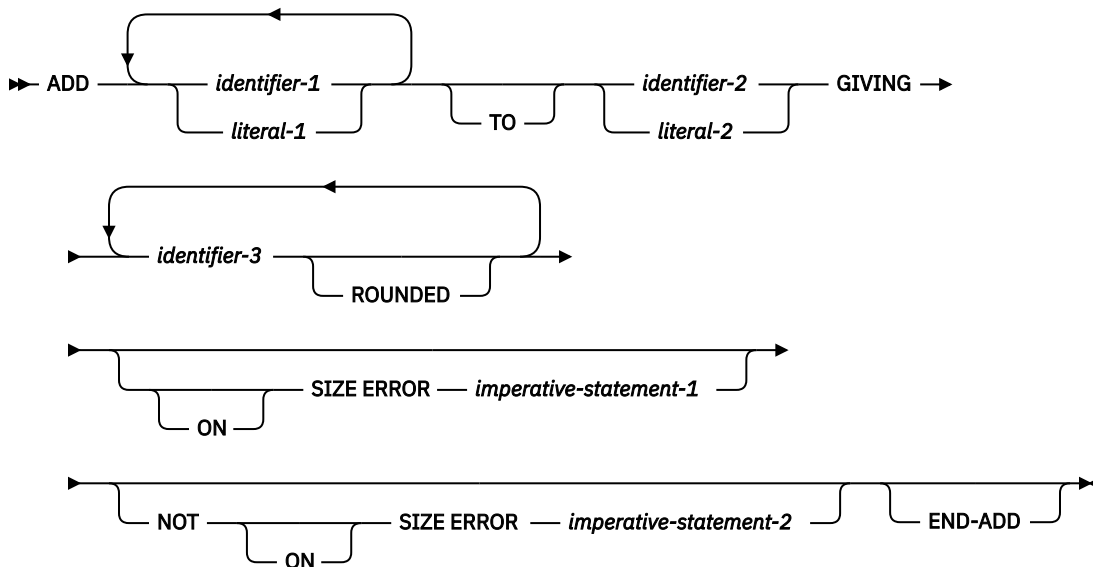 ADD identifier-1 identifier-2 GIVING
literal-1 TO literal-2
identifier-3
ROUNDED
SIZE ERROR imperative-statement-1
ON
NOT SIZE ERROR imperative-statement-2 END-ADD
ON